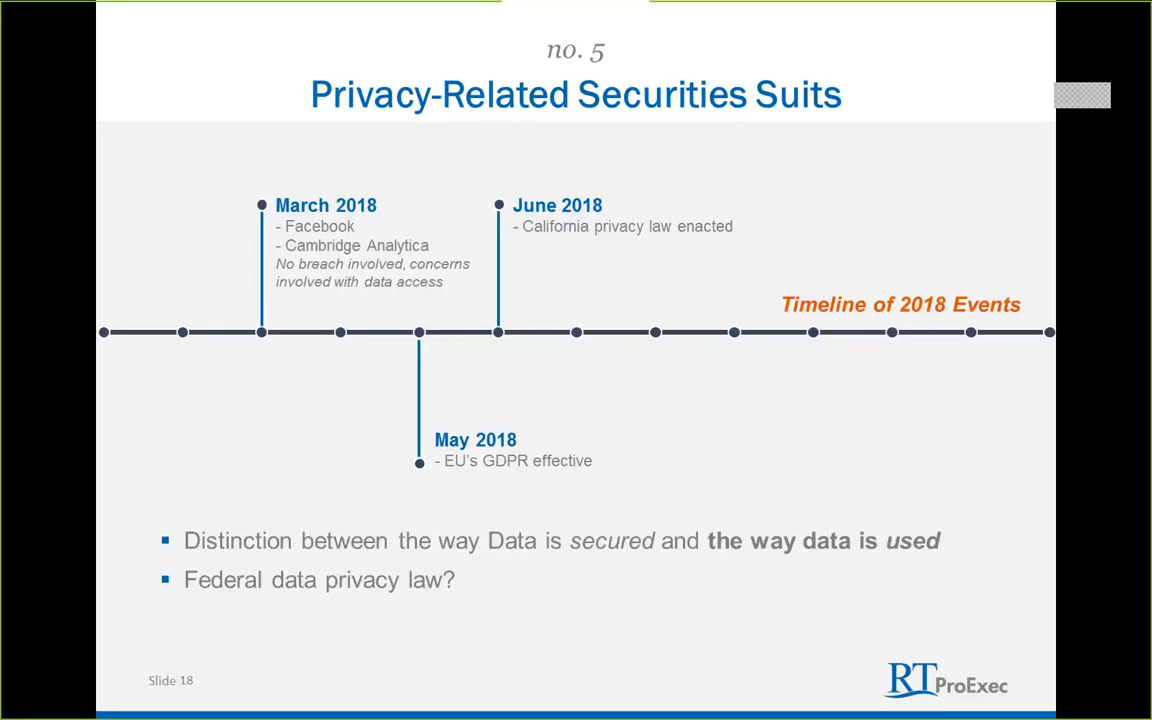 no. 5
Privacy-Related Securities Suits
March 2018
- Facebook
- Cambridge Analytica
No breach involved, concerns
involved with data access
June 2018
- California privacy law enacted
Timeline of 2018 Events
May 2018
- EU's GDPR effective
▪ Distinction between the way Data is secured and the way data is used
▪ Federal data privacy law?
Slide 18
RT ProExec